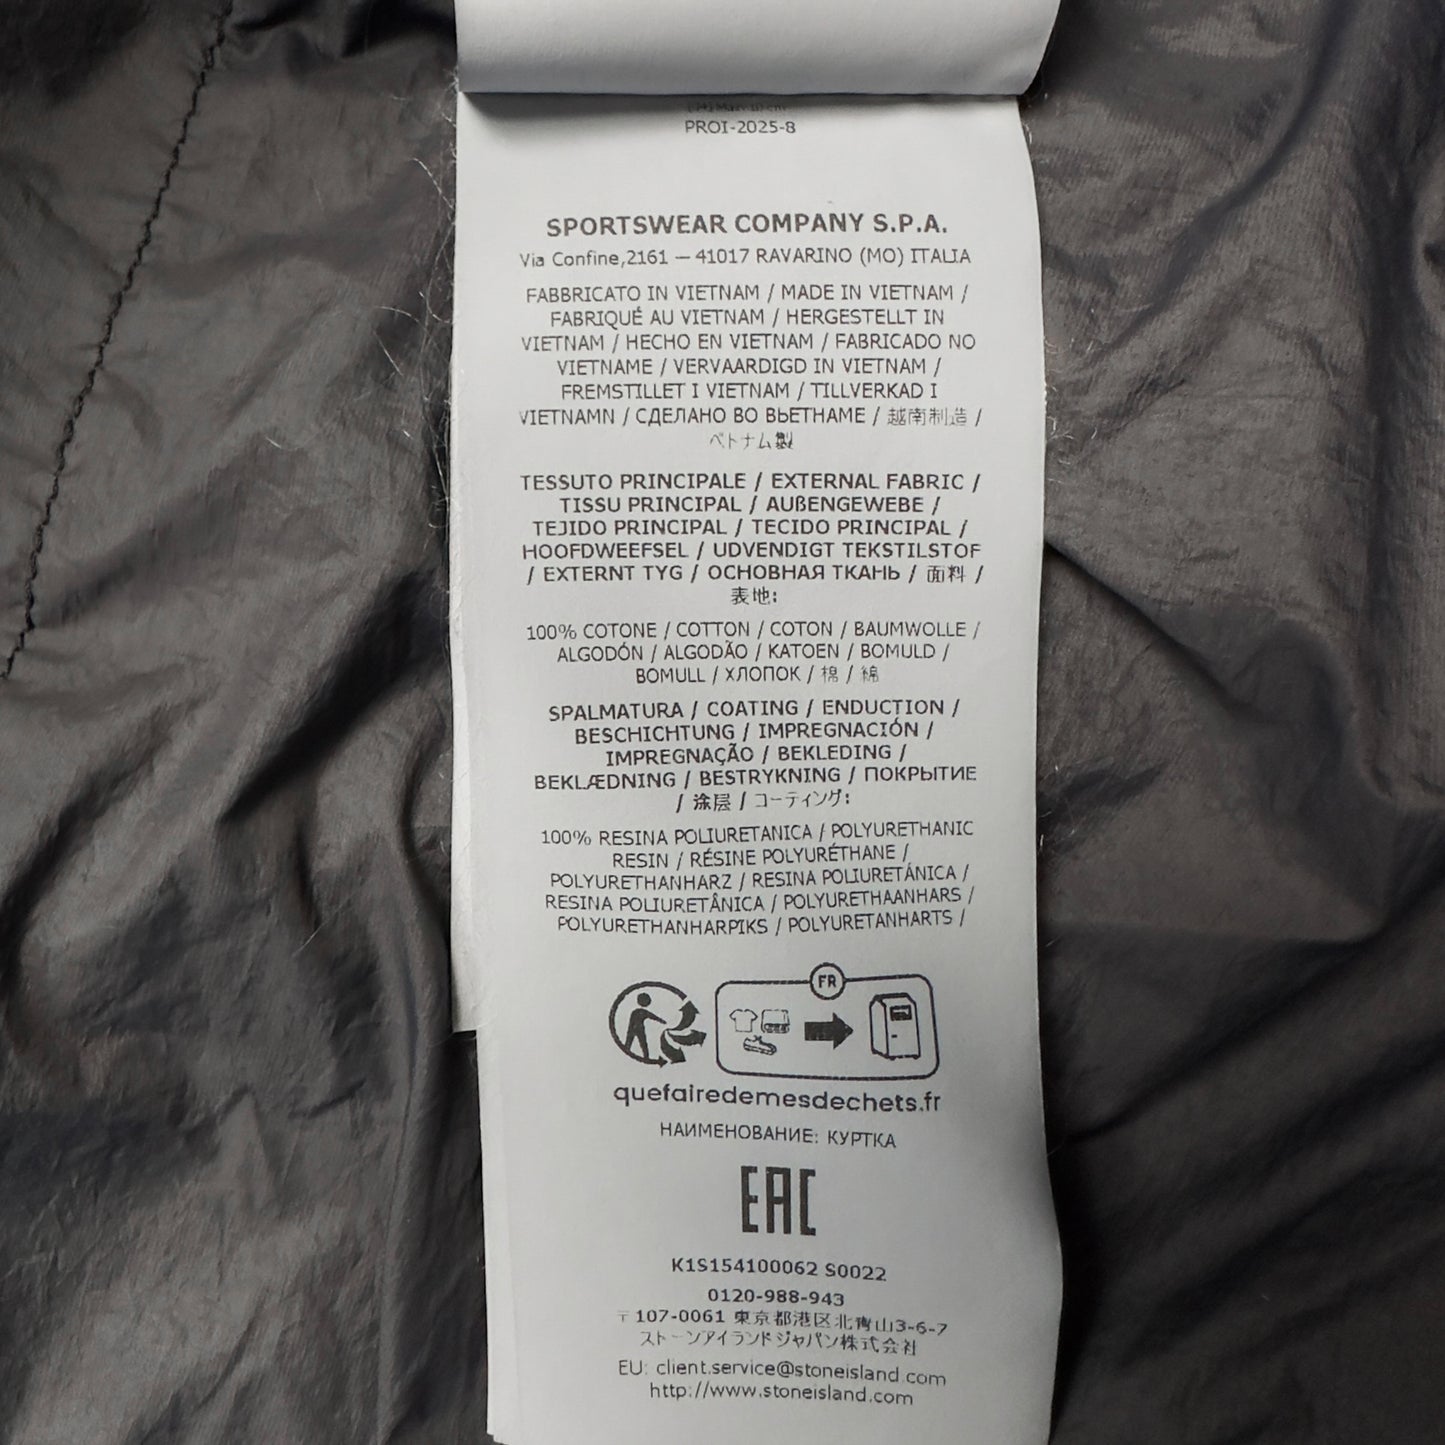 PROI-2025-8
SPORTSWEAR COMPANY S.P.A.
Via Confine,2161 — 41017 RAVARINO (MO) ITALIA
FABBRICATO IN VIETNAM / MADE IN VIETNAM /
FABRIQUÉ AU VIETNAM / HERGESTELLT IN
VIETNAM / HECHO EN VIETNAM / FABRICADO NO
VIETNAME / VERVAARDIGD IN VIETNAM /
FREMSTILLET I VIETNAM / TILLVERKAD I
VIETNAMN / СДЕЛАНО ВО ВЬЕТНАМЕ / 越南制造 /
ベトナム製
TESSUTO PRINCIPALE / EXTERNAL FABRIC /
TISSU PRINCIPAL / AUßENGEWEBE /
TEJIDO PRINCIPAL / TECIDO PRINCIPAL /
HOOFDWEEFSEL / UDVENDIGT TEKSTILSTOF
/ EXTERNT TYG / ОСНОВНАЯ ТКАНЬ / 面料 /
表地:
100% COTONE / COTTON / COTON / BAUMWOLLE /
ALGODÓN / ALGODÃO / KATOEN / BOMULD /
BOMULL / ХЛОПОК / 棉 / 綿
SPALMATURA / COATING / ENDUCTION /
BESCHICHTUNG / IMPREGNACIÓN /
IMPREGNAÇÃO / BEKLEDING /
BEKLÆDNING / BESTRYKNING / ПОКРЫТИЕ
/ 涂层 / コーティング:
100% RESINA POLIURETANICA / POLYURETHANIC
RESIN / RÉSINE POLYURÉTHANE /
POLYURETHANHARZ / RESINA POLIURETÁNICA /
RESINA POLIURETÂNICA / POLYURETHAANHARS /
POLYURETHANHARPIKS / POLYURETANHARTS /
FR
quefairedemesdechets.fr
НАИМЕНОВАНИЕ: КУРТКА
EAC
K1S154100062 S0022
0120-988-943
〒107-0061 東京都港区北青山3-6-7
ストーンアイランドジャパン株式会社
EU: client.service@stoneisland.com
http://www.stoneisland.com